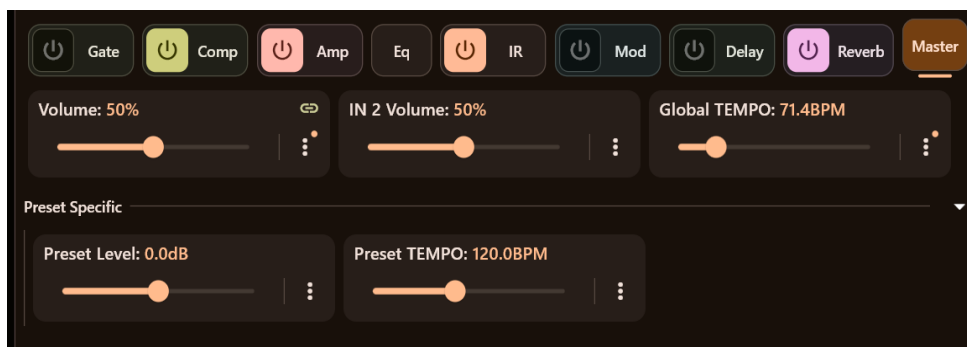 Gate Comp Amp Eq IR Mod Delay Reverb Master
Volume: 50% IN 2 Volume: 50% Global TEMPO: 71.4BPM
Preset Specific
Preset Level: 0.0dB Preset TEMPO: 120.0BPM